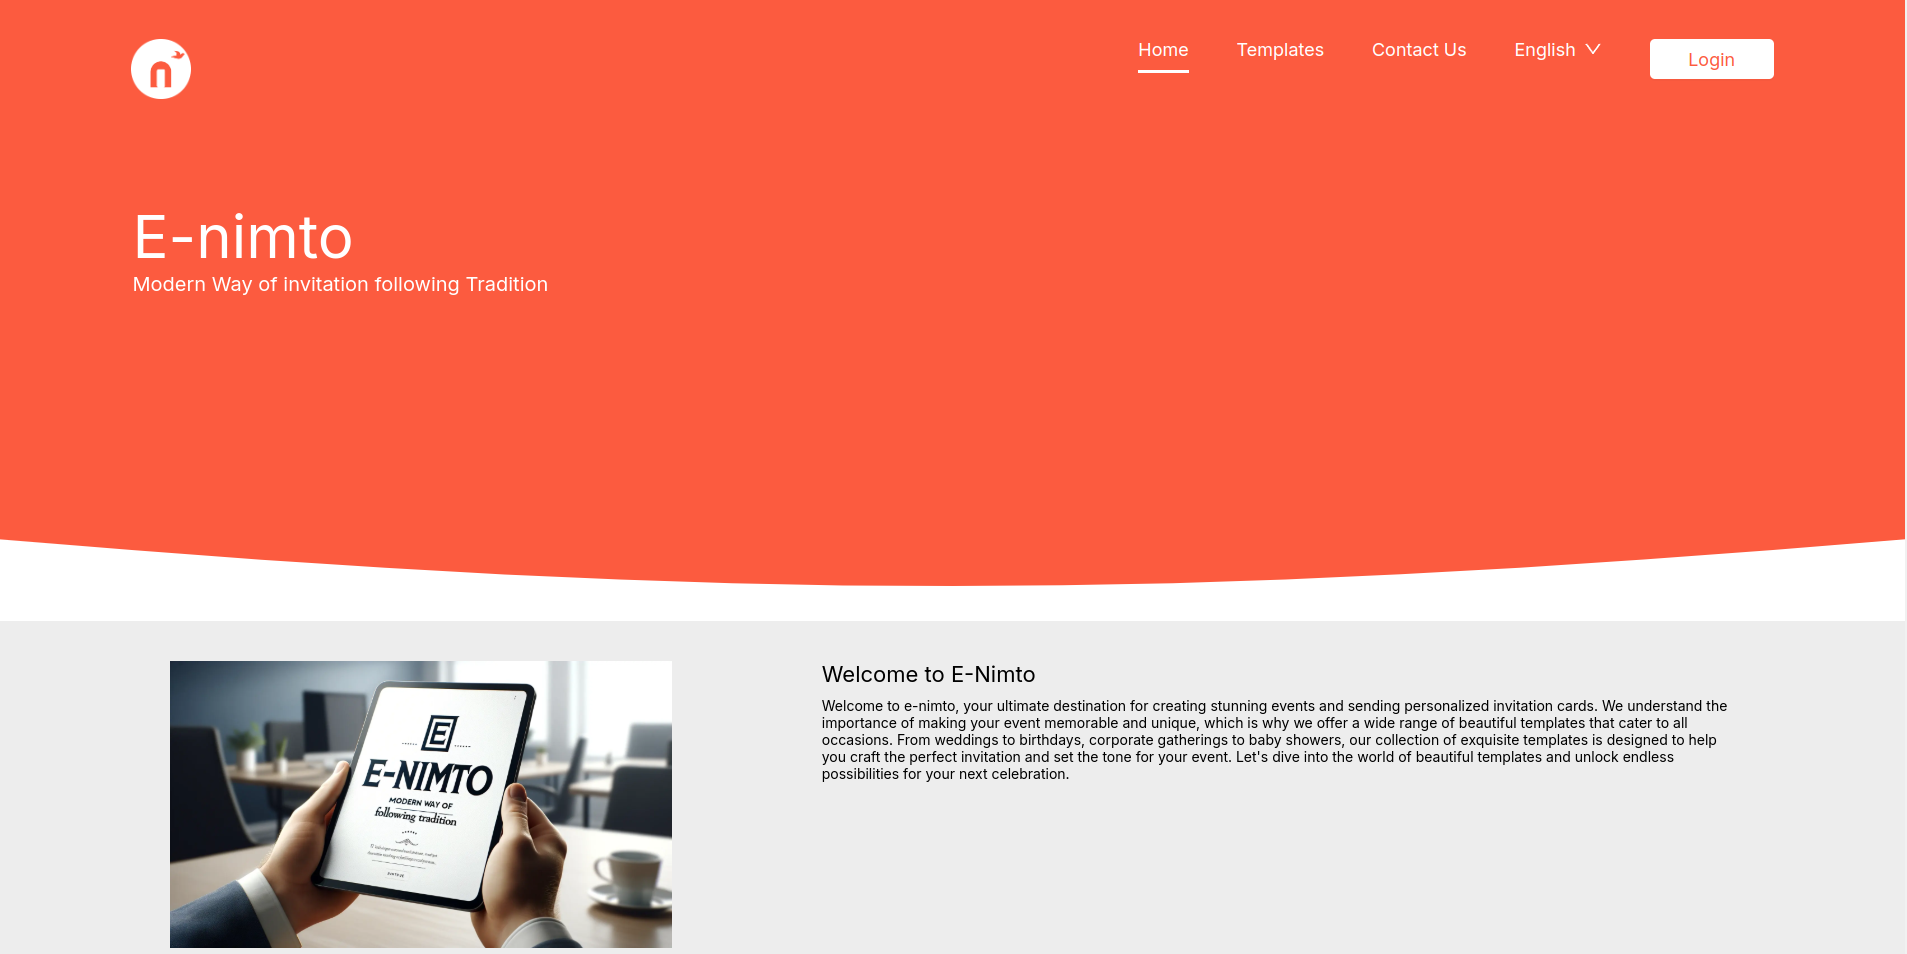 n
Home
Templates
Contact Us
English
Login
E-nimto
Modern Way of invitation following Tradition
Welcome to E-Nimto
Welcome to e-nimto, your ultimate destination for creating stunning events and sending personalized invitation cards. We understand the
importance of making your event memorable and unique, which is why we offer a wide range of beautiful templates that cater to all
occasions. From weddings to birthdays, corporate gatherings to baby showers, our collection of exquisite templates is designed to help
you craft the perfect invitation and set the tone for your event. Let's dive into the world of beautiful templates and unlock endless
possibilities for your next celebration.
E
E-NIMTO
MODERN WAY OF
following tradition